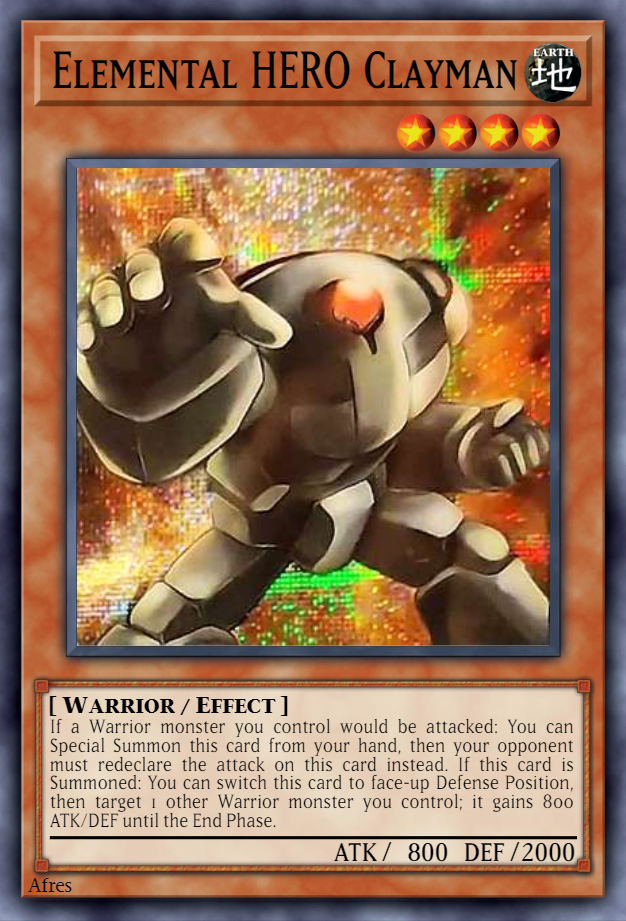 Elemental HERO Clayman
EARTH
地
[ Warrior / Effect ]
If a Warrior monster you control would be attacked: You can
Special Summon this card from your hand, then your opponent
must redeclare the attack on this card instead. If this card is
Summoned: You can switch this card to face-up Defense Position,
then target 1 other Warrior monster you control; it gains 800
ATK/DEF until the End Phase.
ATK / 800 DEF /2000
Afres